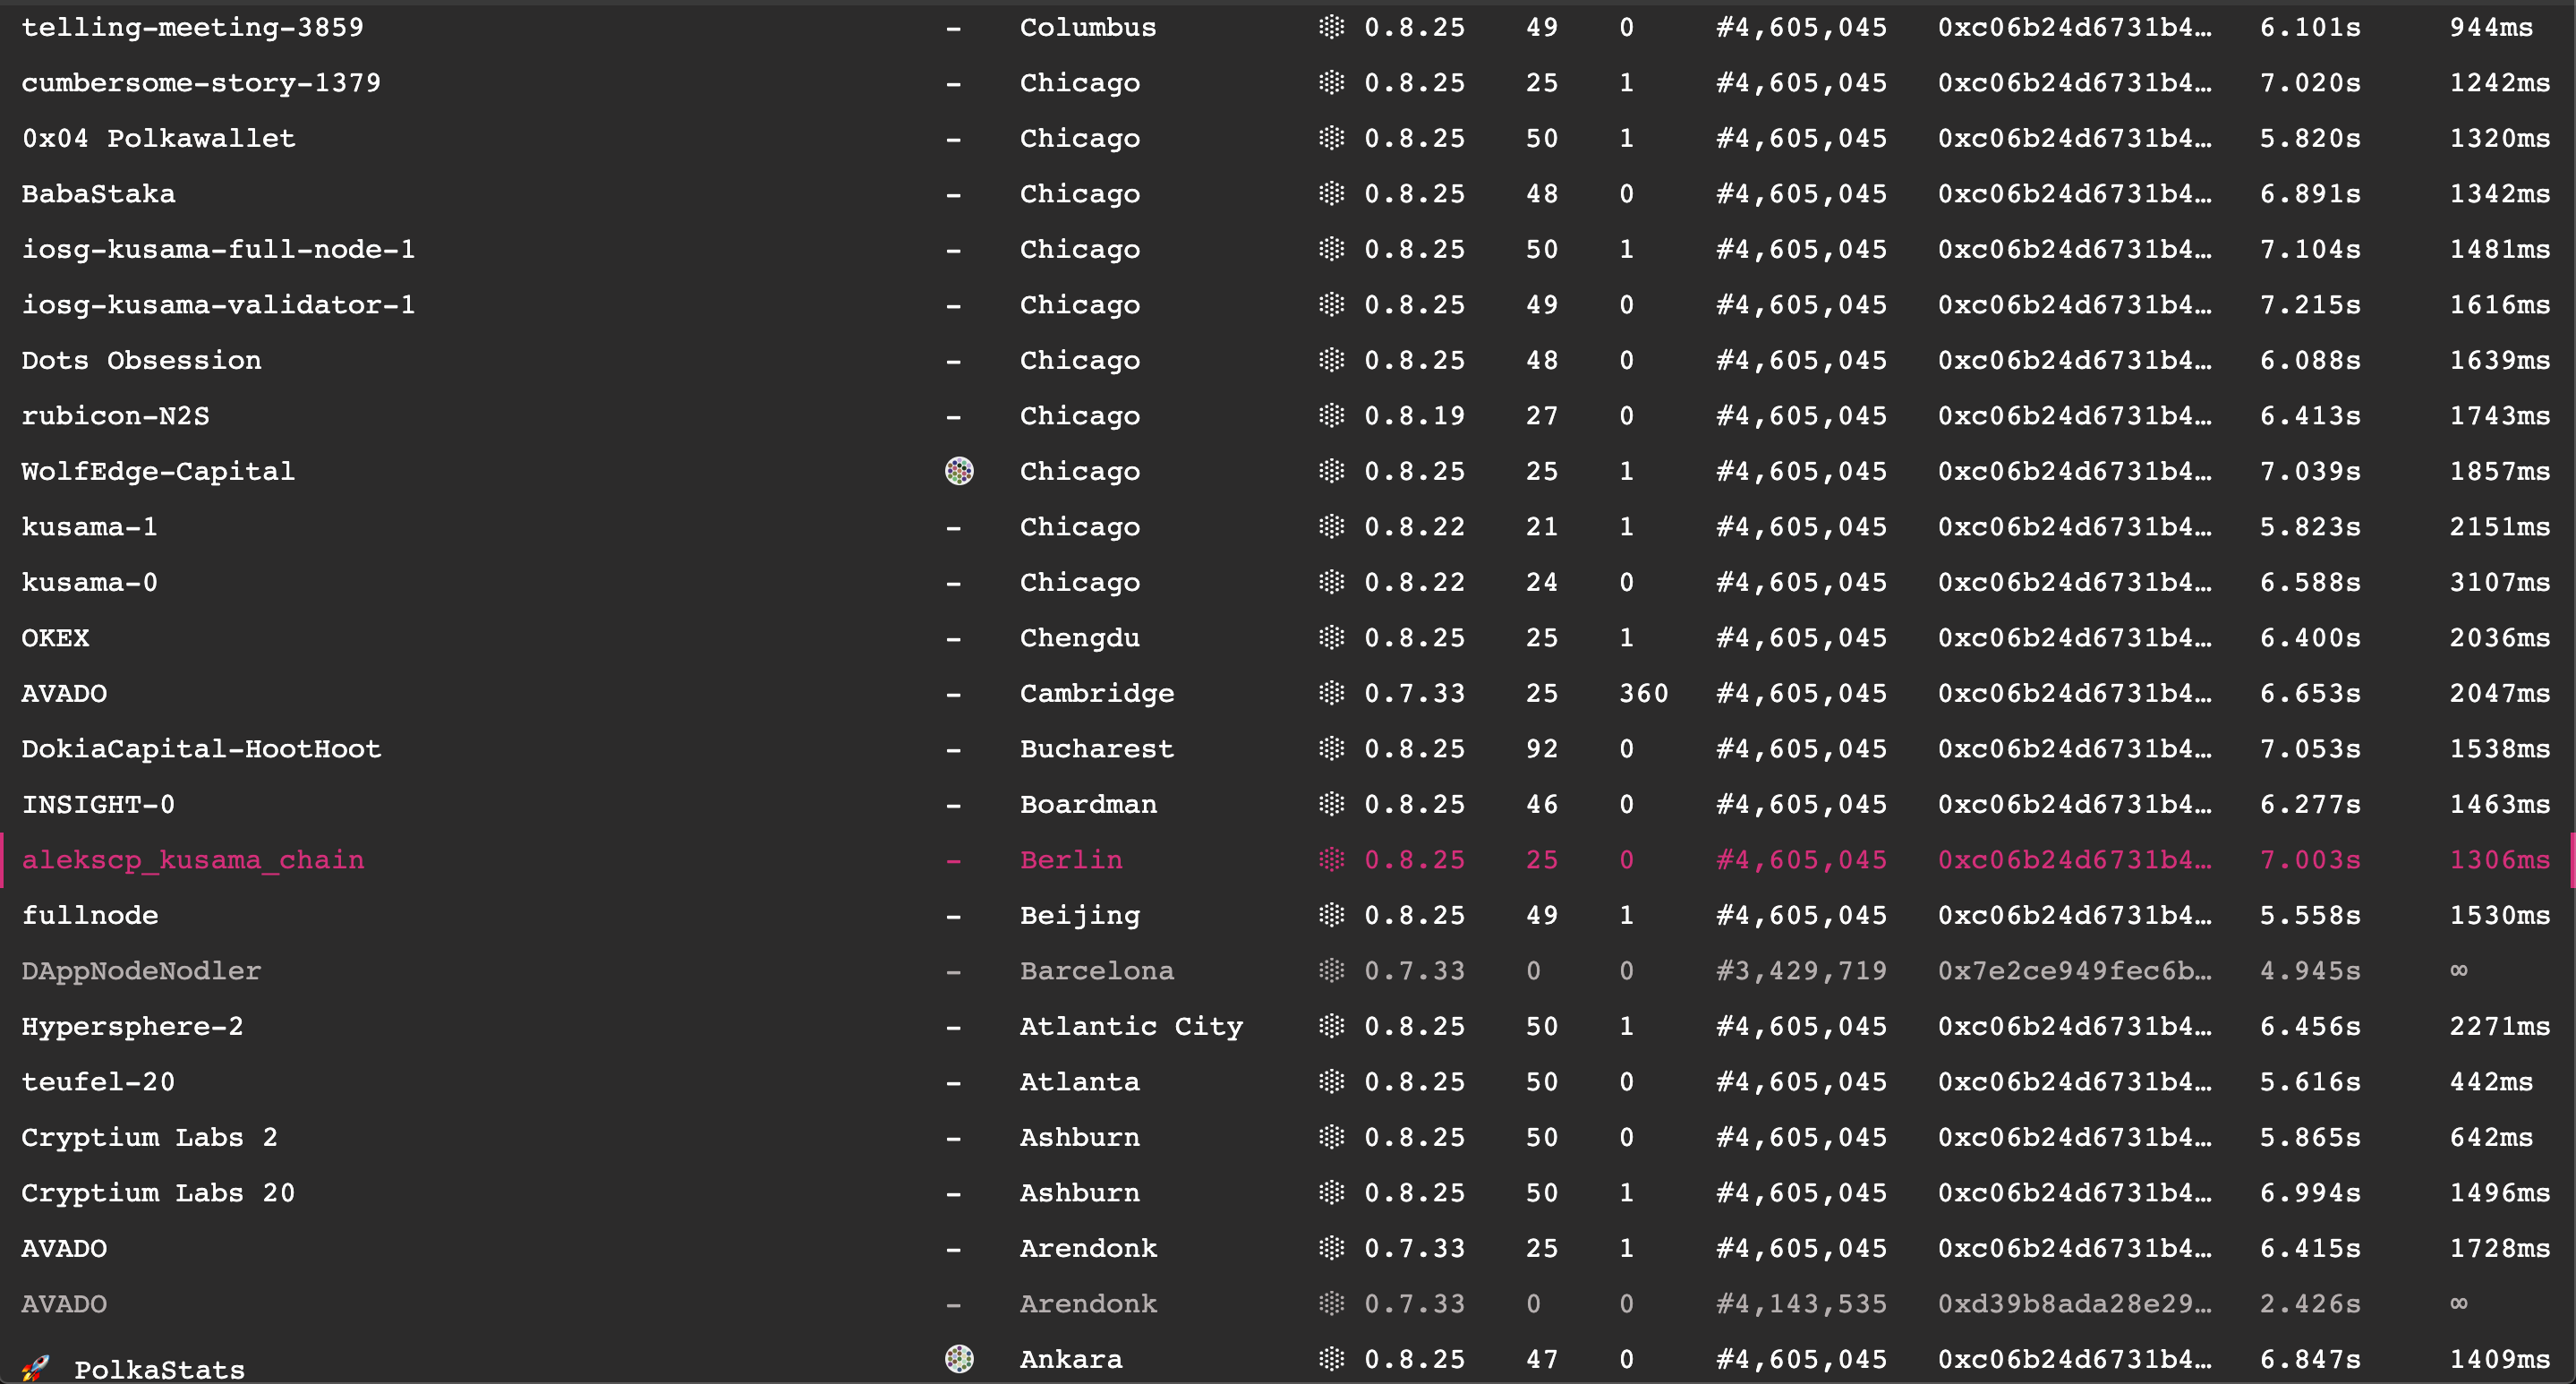 telling-meeting-3859 – Columbus 0.8.25 49 0 #4,605,045 0xc06b24d6731b4… 6.101s 944ms
cumbersome-story-1379 – Chicago 0.8.25 25 1 #4,605,045 0xc06b24d6731b4… 7.020s 1242ms
0x04 Polkawallet – Chicago 0.8.25 50 1 #4,605,045 0xc06b24d6731b4… 5.820s 1320ms
BabaStaka – Chicago 0.8.25 48 0 #4,605,045 0xc06b24d6731b4… 6.891s 1342ms
iosg-kusama-full-node-1 – Chicago 0.8.25 50 1 #4,605,045 0xc06b24d6731b4… 7.104s 1481ms
iosg-kusama-validator-1 – Chicago 0.8.25 49 0 #4,605,045 0xc06b24d6731b4… 7.215s 1616ms
Dots Obsession – Chicago 0.8.25 48 0 #4,605,045 0xc06b24d6731b4… 6.088s 1639ms
rubicon-N2S – Chicago 0.8.19 27 0 #4,605,045 0xc06b24d6731b4… 6.413s 1743ms
WolfEdge-Capital Chicago 0.8.25 25 1 #4,605,045 0xc06b24d6731b4… 7.039s 1857ms
kusama-1 – Chicago 0.8.22 21 1 #4,605,045 0xc06b24d6731b4… 5.823s 2151ms
kusama-0 – Chicago 0.8.22 24 0 #4,605,045 0xc06b24d6731b4… 6.588s 3107ms
OKEX – Chengdu 0.8.25 25 1 #4,605,045 0xc06b24d6731b4… 6.400s 2036ms
AVADO – Cambridge 0.7.33 25 360 #4,605,045 0xc06b24d6731b4… 6.653s 2047ms
DokiaCapital-HootHoot – Bucharest 0.8.25 92 0 #4,605,045 0xc06b24d6731b4… 7.053s 1538ms
INSIGHT-0 – Boardman 0.8.25 46 0 #4,605,045 0xc06b24d6731b4… 6.277s 1463ms
alekscp_kusama_chain – Berlin 0.8.25 25 0 #4,605,045 0xc06b24d6731b4… 7.003s 1306ms
fullnode – Beijing 0.8.25 49 1 #4,605,045 0xc06b24d6731b4… 5.558s 1530ms
DAppNodeNodler – Barcelona 0.7.33 0 0 #3,429,719 0x7e2ce949fec6b… 4.945s ∞
Hypersphere-2 – Atlantic City 0.8.25 50 1 #4,605,045 0xc06b24d6731b4… 6.456s 2271ms
teufel-20 – Atlanta 0.8.25 50 0 #4,605,045 0xc06b24d6731b4… 5.616s 442ms
Cryptium Labs 2 – Ashburn 0.8.25 50 0 #4,605,045 0xc06b24d6731b4… 5.865s 642ms
Cryptium Labs 20 – Ashburn 0.8.25 50 1 #4,605,045 0xc06b24d6731b4… 6.994s 1496ms
AVADO – Arendonk 0.7.33 25 1 #4,605,045 0xc06b24d6731b4… 6.415s 1728ms
AVADO – Arendonk 0.7.33 0 0 #4,143,535 0xd39b8ada28e29… 2.426s ∞
🚀 PolkaStats Ankara 0.8.25 47 0 #4,605,045 0xc06b24d6731b4… 6.847s 1409ms